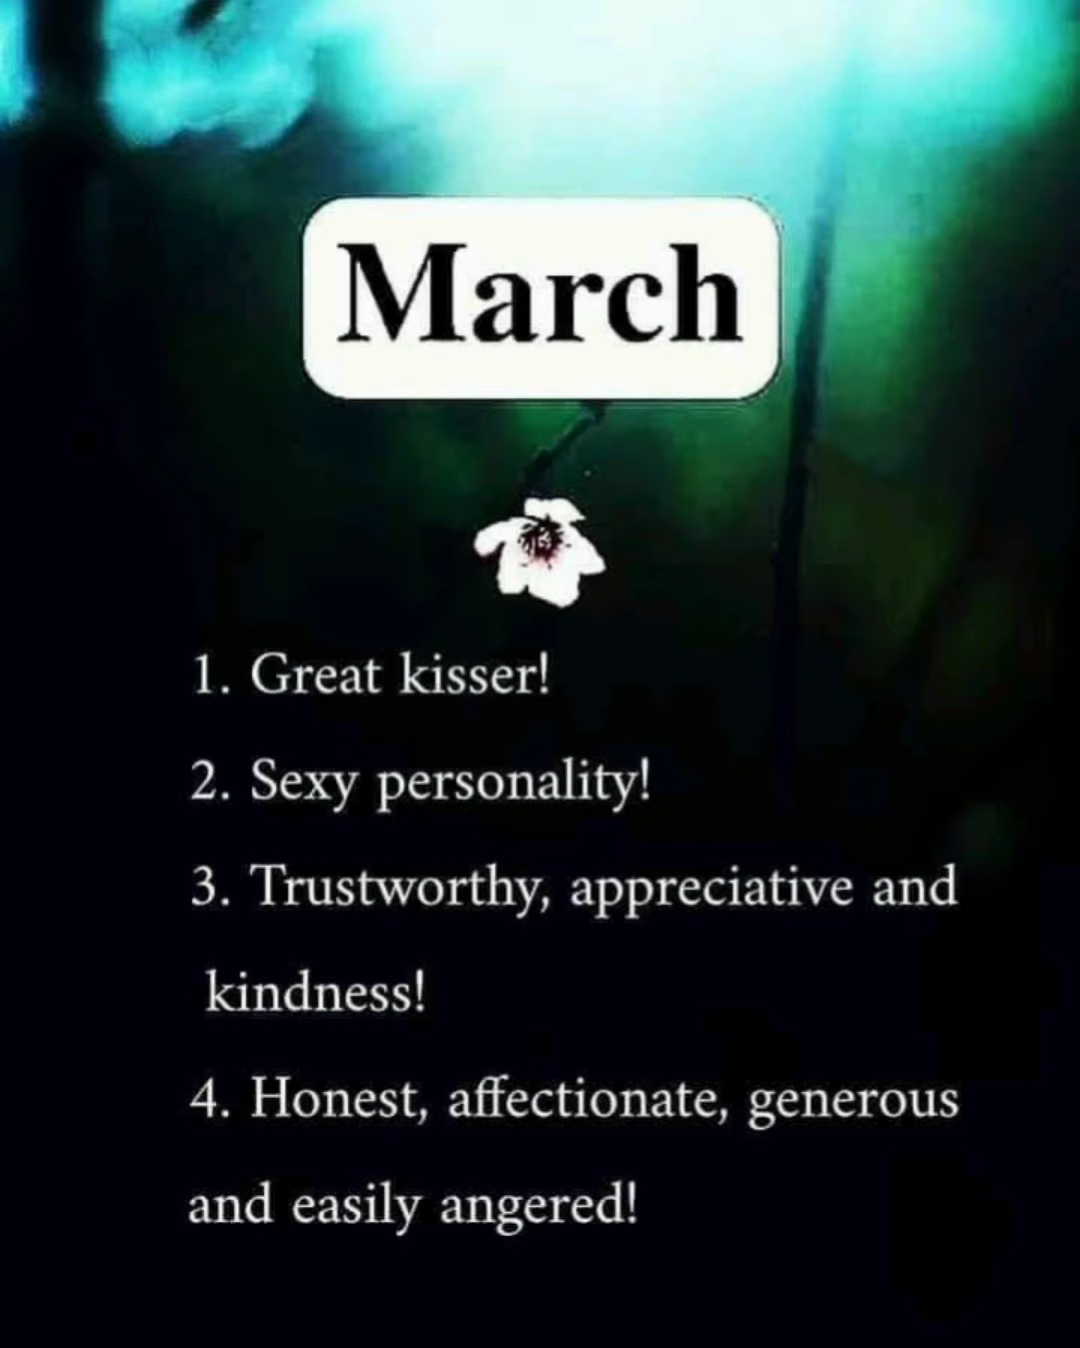 March
1. Great kisser!
2. Sexy personality!
3. Trustworthy, appreciative and
kindness!
4. Honest, affectionate, generous
and easily angered!